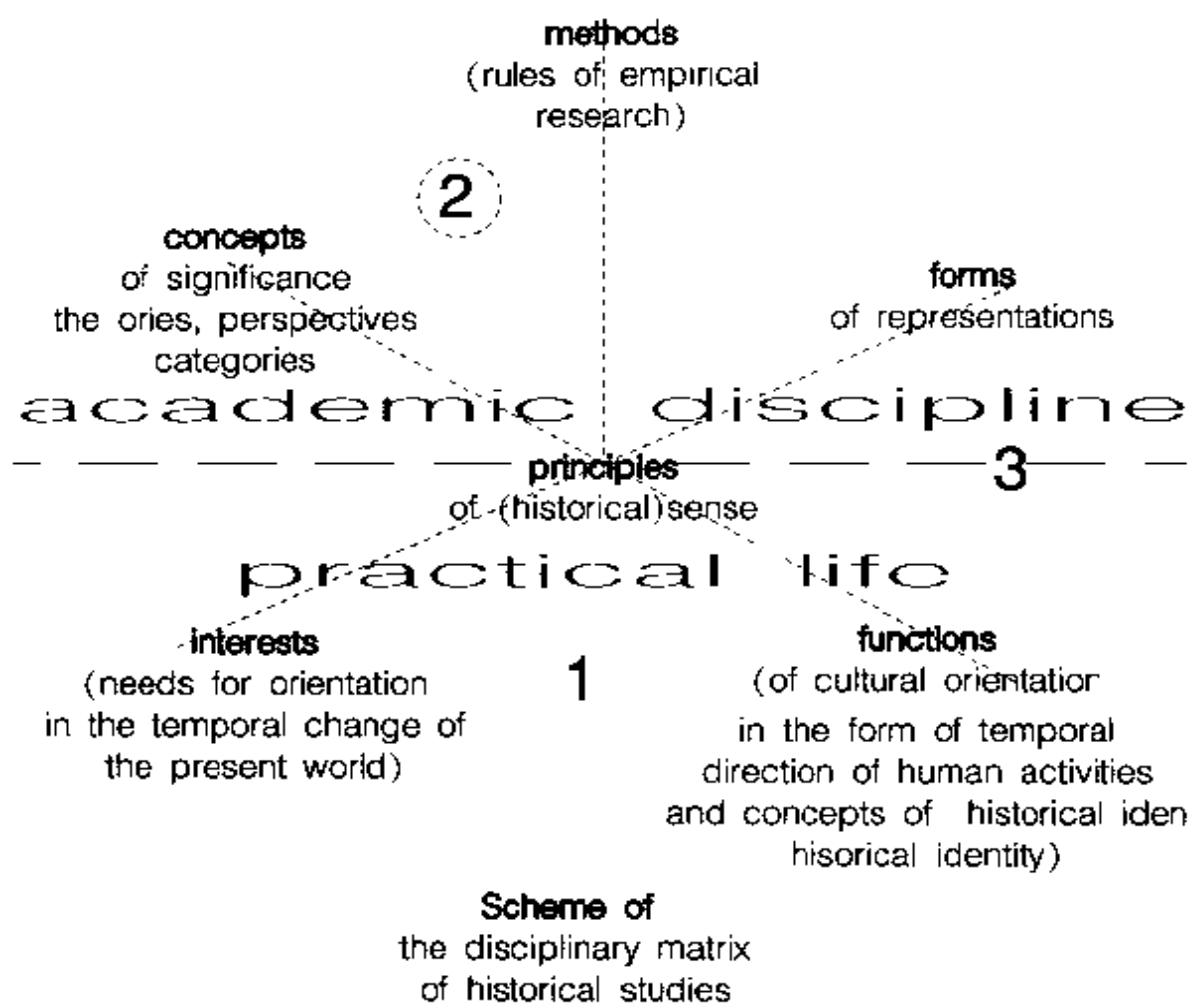 methods
(rules of empirical
research)
2
concepts
of significance
the ories, perspectives
categories
forms
of representations
academic discipline
principles
of (historical)sense
3
practical life
interests
(needs for orientation
in the temporal change of
the present world)
1
functions
(of cultural orientation
in the form of temporal
direction of human activities
and concepts of historical iden
hisorical identity)
Scheme of
the disciplinary matrix
of historical studies